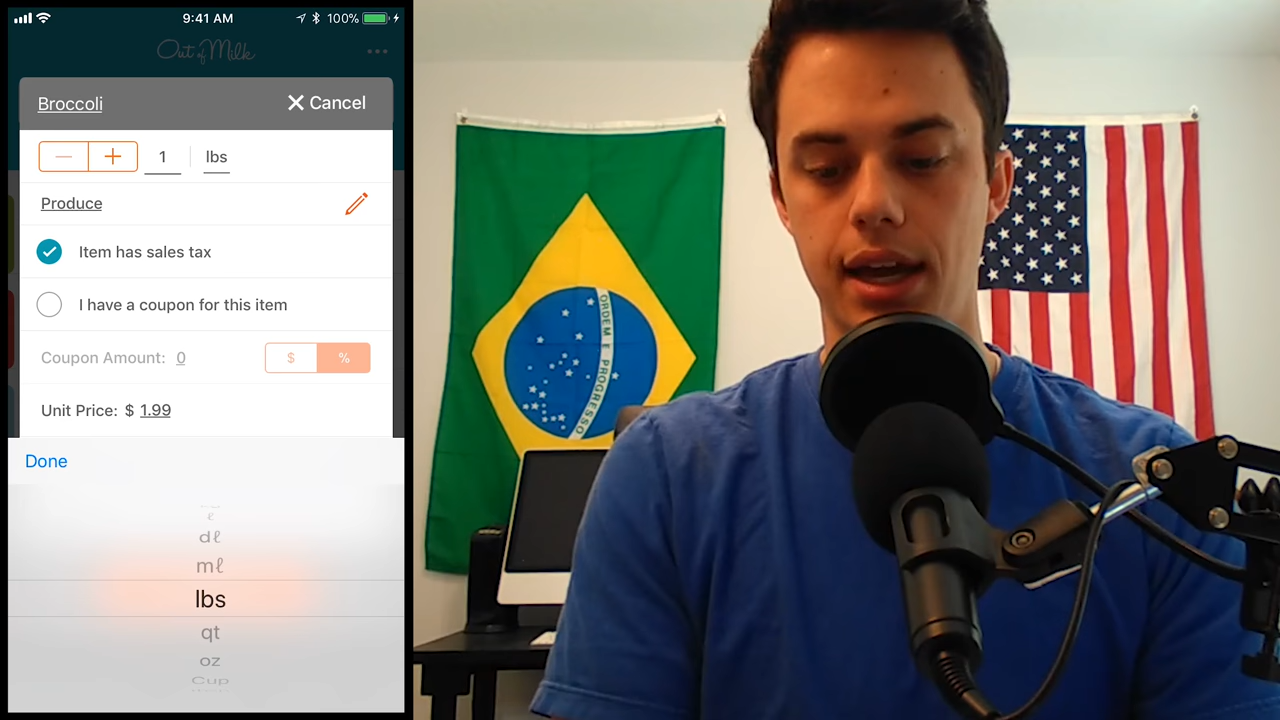 9:41 AM
100%
Out of Milk
Broccoli
Cancel
1 lbs
Produce
Item has sales tax
I have a coupon for this item
Coupon Amount: 0
$ %
Unit Price: $ 1.99
Done
ℓ
dℓ
mℓ
lbs
qt
oz
Cup
ORDEM E PROGRESSO